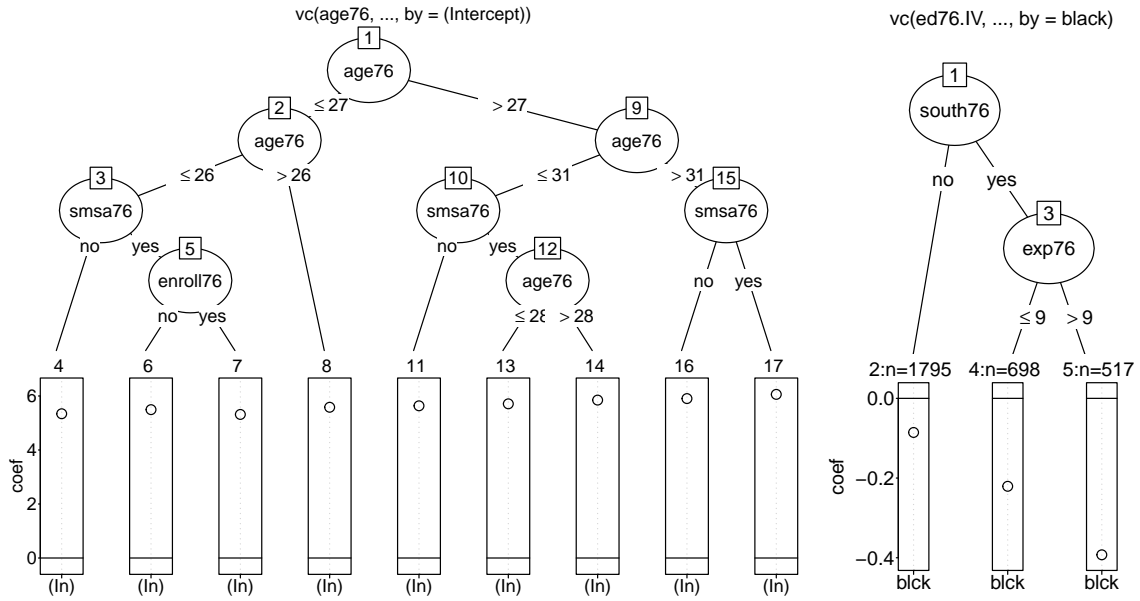 vc(age76, ..., by = (Intercept))
1
age76
≤ 27
> 27
2
age76
9
age76
≤ 26
> 26
≤ 31
> 31
3
smsa76
10
smsa76
15
smsa76
no
yes
no
yes
no
yes
5
enroll76
12
age76
no
yes
≤ 28
> 28
4
6
7
8
11
13
14
16
17
coef
6
4
2
0
(In)
(In)
(In)
(In)
(In)
(In)
(In)
(In)
(In)
vc(ed76.IV, ..., by = black)
1
south76
no
yes
3
exp76
≤ 9
> 9
2:n=1795
4:n=698
5:n=517
coef
0.0
−0.2
−0.4
blck
blck
blck